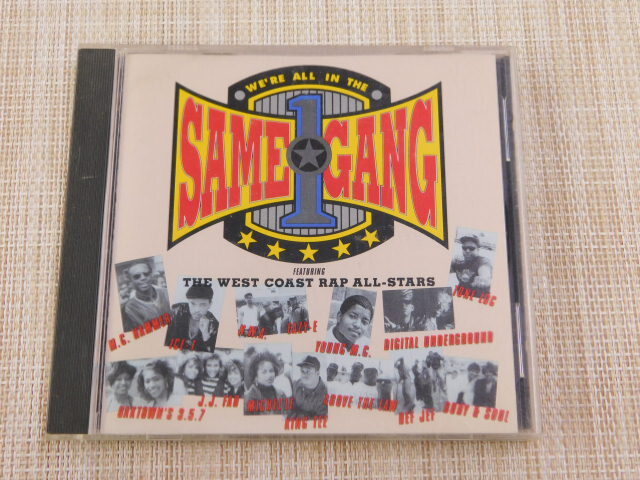 WE'RE ALL IN THE
SAME 1 GANG
FEATURING
THE WEST COAST RAP ALL-STARS
TONE LOC
M.C. HAMMER
ICE-T
N.W.A.
EAZY-E
YOUNG M.C.
DIGITAL UNDERGROUND
OAKTOWN'S 3.5.7
J.J. FAD
MICHEL'LE
KING TEE
ABOVE THE LAW
DEF JEF
BODY & SOUL